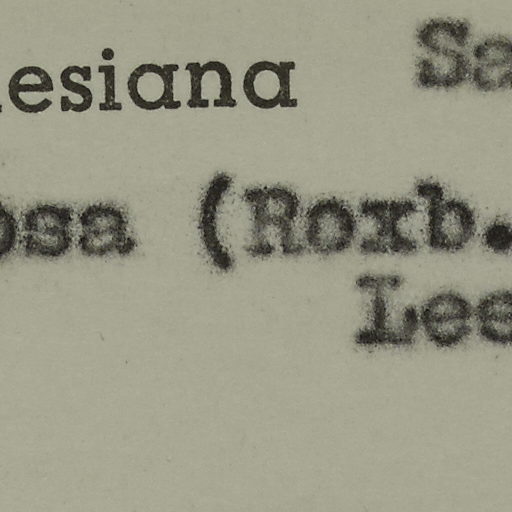 esiana Sa
osa (Roxb.
Lee